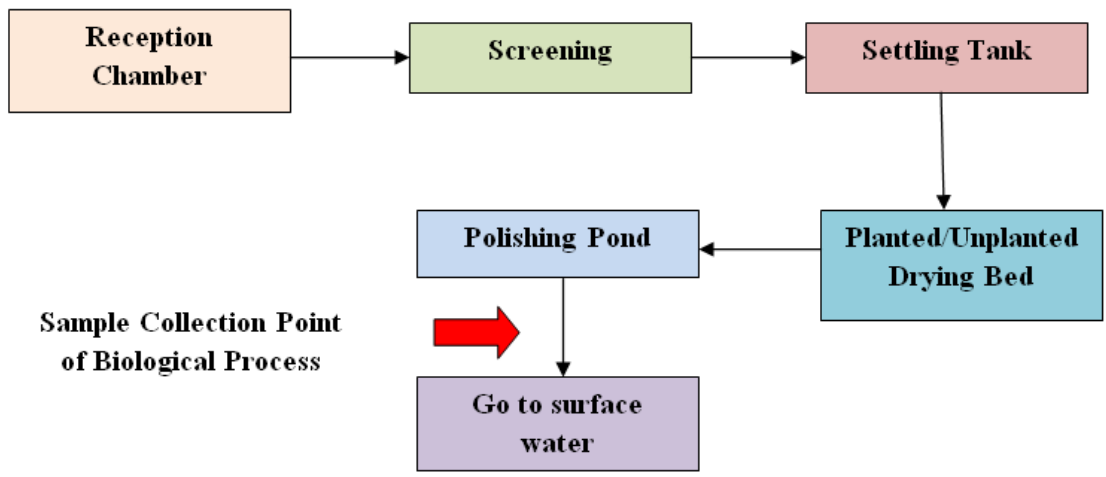 Reception
Chamber
Screening
Settling Tank
Polishing Pond
Planted/Unplanted
Drying Bed
Sample Collection Point
of Biological Process
Go to surface
water